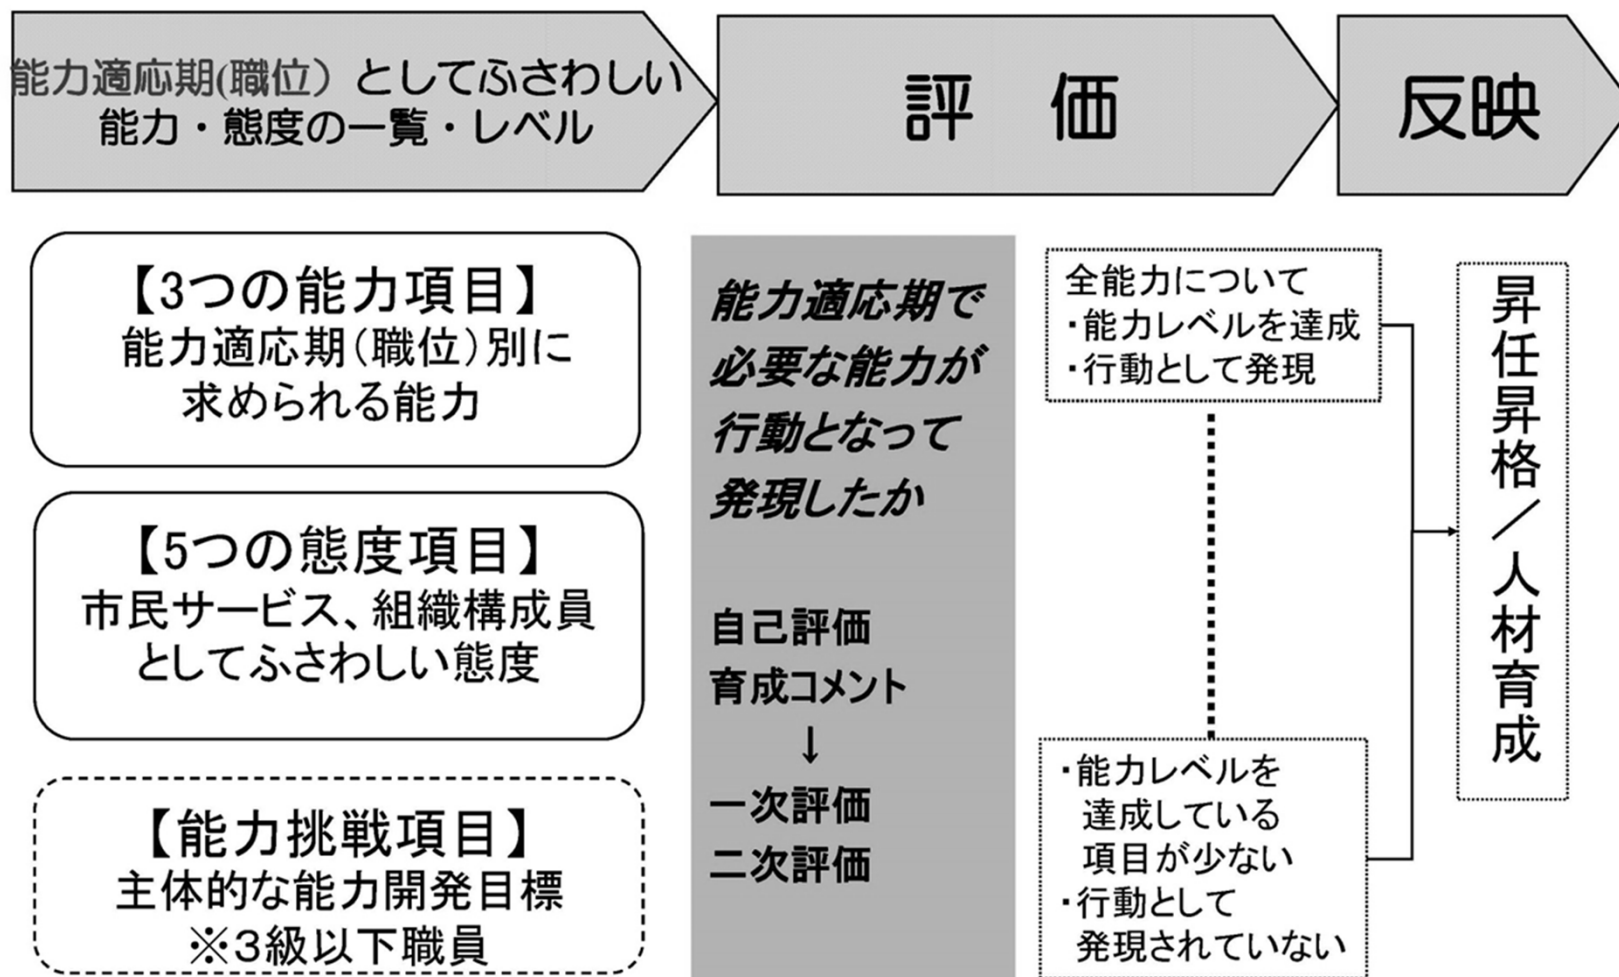 能力適応期(職位）としてふさわしい
能力・態度の一覧・レベル
評　価
反映
【3つの能力項目】
能力適応期（職位）別に
求められる能力
【5つの態度項目】
市民サービス、組織構成員
としてふさわしい態度
【能力挑戦項目】
主体的な能力開発目標
※3級以下職員
能力適応期で
必要な能力が
行動となって
発現したか
自己評価
育成コメント
↓
一次評価
二次評価
全能力について
・能力レベルを達成
・行動として発現
・能力レベルを
達成している
項目が少ない
・行動として
発現されていない
昇任昇格／人材育成